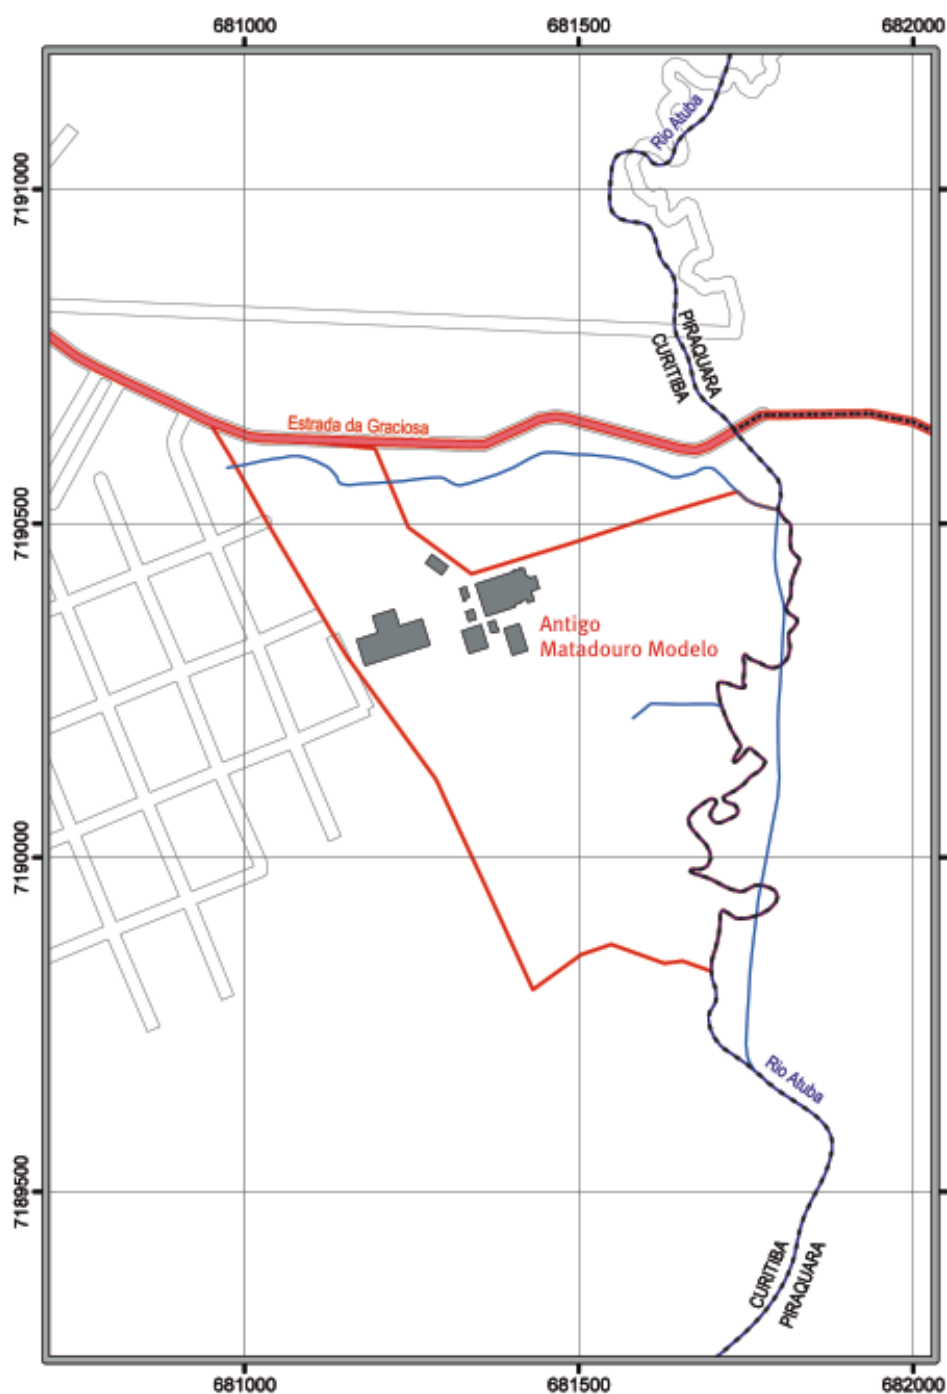 681000
681500
682000
Rio Atuba
7191000
PIRAQUARA
CURITIBA
Estrada da Graciosa
7190500
Antigo
Matadouro Modelo
7190000
Rio Atuba
7189500
CURITIBA
PIRAQUARA
681000
681500
682000